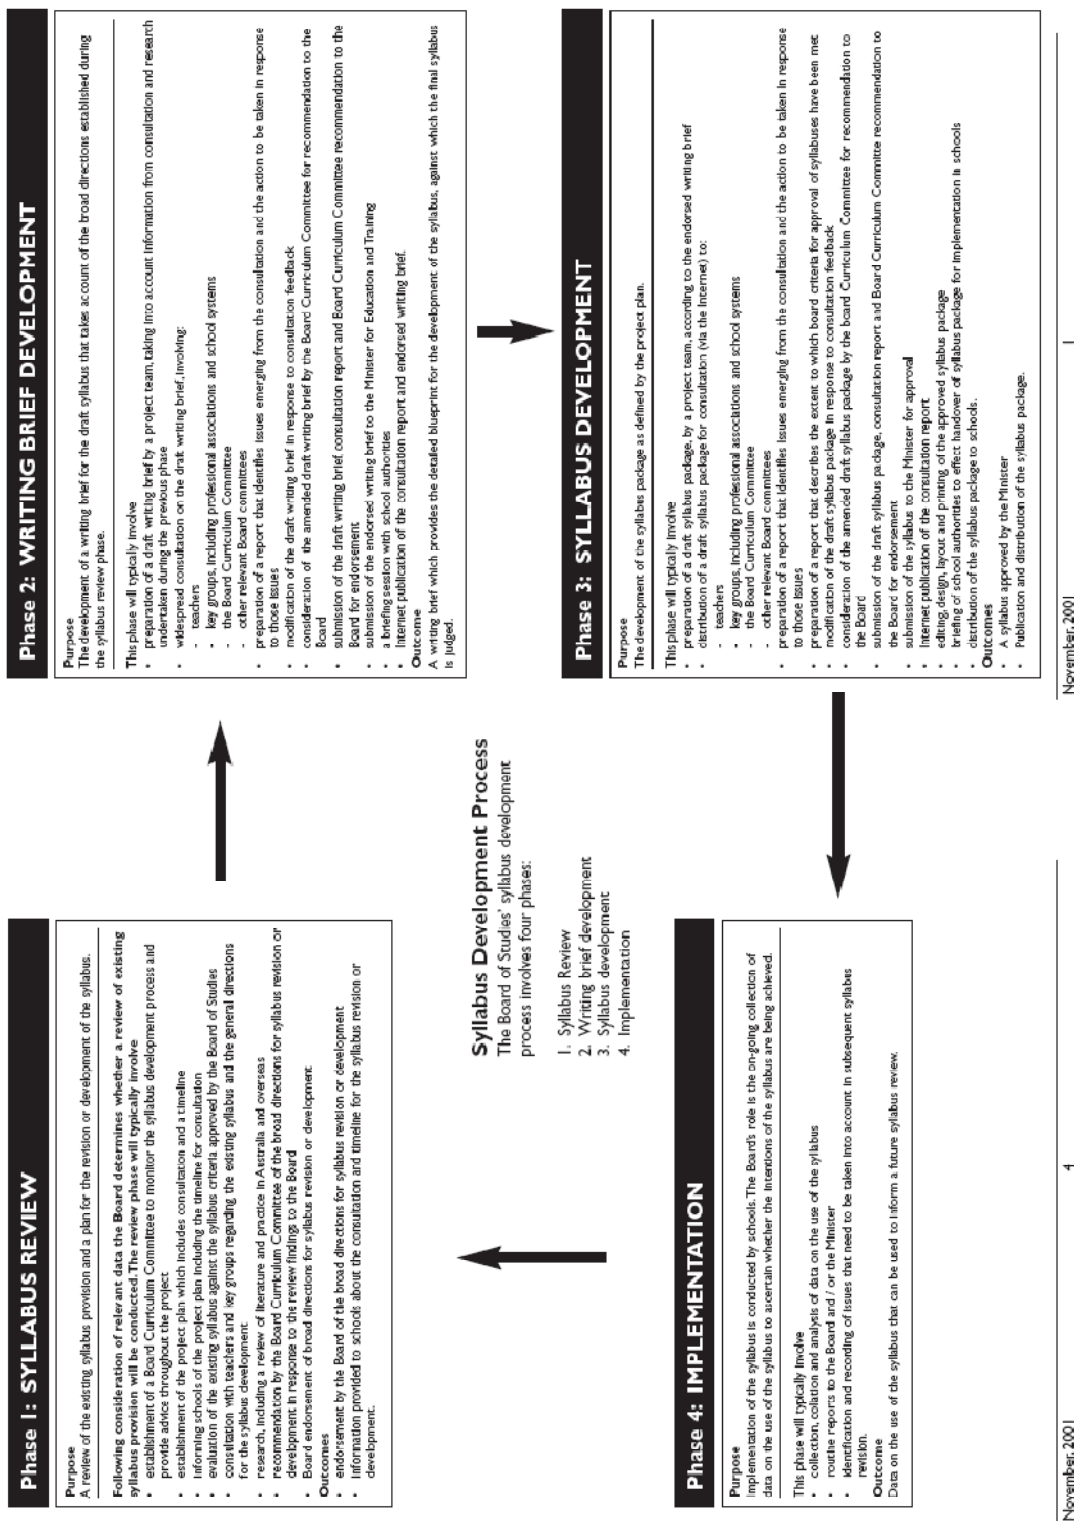 Phase 1: SYLLABUS REVIEW
Purpose
A review of the existing syllabus provision and a plan for the revision or development of the syllabus.
Following consideration of relevant data the Board determines whether a review of existing
syllabus provision will be conducted. The review phase will typically involve
• establishment of a Board Curriculum Committee to monitor the syllabus development process and
provide advice throughout the project
• establishment of the project plan which includes consultation and a timeline
• informing schools of the project plan including the timeline for consultation
• evaluation of the existing syllabus against the syllabus criteria approved by the Board of Studies
• consultation with teachers and key groups regarding the existing syllabus and the general directions
for the syllabus development
• research, including a review of literature and practice in Australia and overseas
• recommendation by the Board Curriculum Committee of the broad directions for syllabus revision or
development in response to the review findings to the Board
• Board endorsement of broad directions for syllabus revision or development
Outcomes
• endorsement by the Board of the broad directions for syllabus revision or development
• Information provided to schools about the consultation and timeline for the syllabus revision or
development.
Phase 2: WRITING BRIEF DEVELOPMENT
Purpose
The development of a writing brief for the draft syllabus that takes account of the broad directions established during
the syllabus review phase.
This phase will typically involve
• preparation of a draft writing brief by a project team, taking into account information from consultation and research
undertaken during the previous phase
• widespread consultation on the draft writing brief, involving:
- teachers
• key groups, including professional associations and school systems
- the Board Curriculum Committee
- other relevant Board committees
• preparation of a report that identifies issues emerging from the consultation and the action to be taken in response
to those issues
• modification of the draft writing brief in response to consultation feedback
• consideration of the amended draft writing brief by the Board Curriculum Committee for recommendation to the
Board
• submission of the draft writing brief consultation report and Board Curriculum Committee recommendation to the
Board for endorsement
• submission of the endorsed writing brief to the Minister for Education and Training
• a briefing session with school authorities
• Internet publication of the consultation report and endorsed writing brief.
Outcome
A writing brief which provides the detailed blueprint for the development of the syllabus, against which the final syllabus
is judged.
Syllabus Development Process
The Board of Studies' syllabus development
process involves four phases:
1. Syllabus Review
2. Writing brief development
3. Syllabus development
4. Implementation
Phase 3: SYLLABUS DEVELOPMENT
Purpose
The development of the syllabus package as defined by the project plan.
This phase will typically involve
• preparation of a draft syllabus package, by a project team, according to the endorsed writing brief
• distribution of a draft syllabus package for consultation (via the Internet) to:
- teachers
• key groups, including professional associations and school systems
- the Board Curriculum Committee
- other relevant Board committees
• preparation of a report that identifies issues emerging from the consultation and the action to be taken in response
to those issues
• preparation of a report that describes the extent to which board criteria for approval of syllabuses have been met
• modification of the draft syllabus package in response to consultation feedback
• consideration of the amended draft syllabus package by the board Curriculum Committee for recommendation to
the Board
• submission of the draft syllabus package, consultation report and Board Curriculum Committe recommendation to
the Board for endorsement
• submission of the syllabus to the Minister for approval
• Internet publication of the consultation report
• editing, design, layout and printing of the approved syllabus package
• briefing of school authorities to effect handover of syllabus package for implementation in schools
• distribution of the syllabus package to schools.
Outcomes
• A syllabus approved by the Minister
• Publication and distribution of the syllabus package.
Phase 4: IMPLEMENTATION
Purpose
Implementation of the syllabus is conducted by schools. The Board's role is the on-going collection of
data on the use of the syllabus to ascertain whether the intentions of the syllabus are being achieved.
This phase will typically involve
• collection, colation and analysis of data on the use of the syllabus
• routine reports to the Board and / or the Minister
• identification and recording of issues that need to be taken into account in subsequent syllabus
revision.
Outcome
Data on the use of the syllabus that can be used to inform a future syllabus review.
November, 2001
4
November, 2001
1